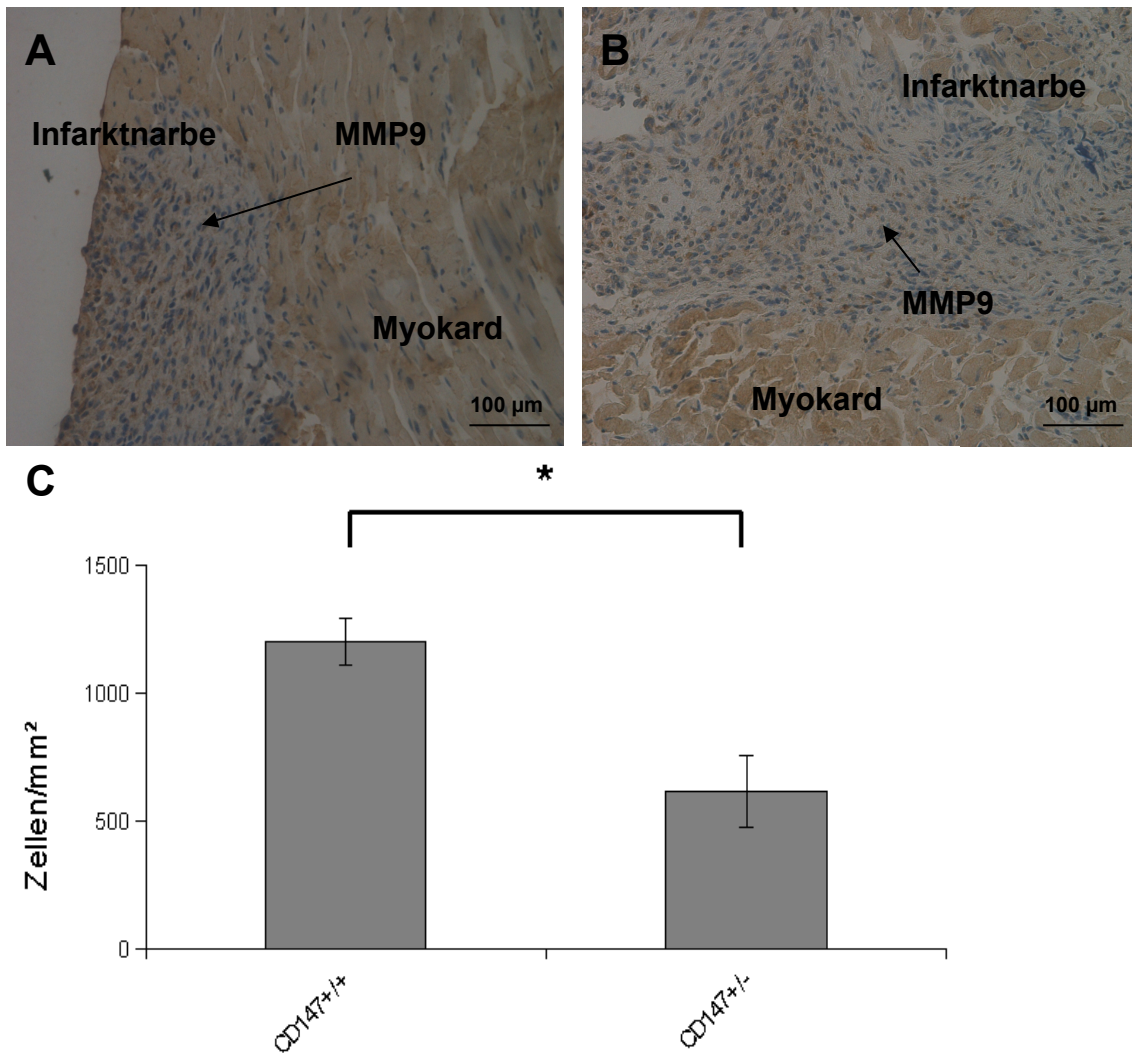 A
Infarktnarbe
MMP9
Myokard
100 µm
B
Infarktnarbe
MMP9
Myokard
100 µm
C
*
Zellen/mm²
1500
1000
500
0
CD147+/+
CD147+/-